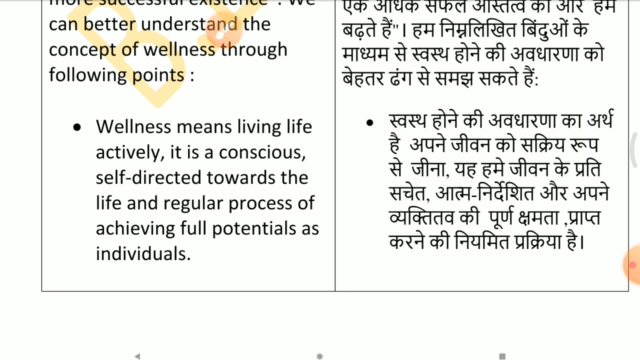 more successful existence". We
can better understand the
concept of wellness through
following points :
• Wellness means living life
actively, it is a conscious,
self-directed towards the
life and regular process of
achieving full potentials as
individuals.
एक अधिक सफल अस्तित्व की ओर "हम
बढ़ते हैं"। हम निम्नलिखित बिंदुओं के
माध्यम से स्वस्थ होने की अवधारणा को
बेहतर ढंग से समझ सकते हैं:
• स्वस्थ होने की अवधारणा का अर्थ
है अपने जीवन को सक्रिय रूप
से जीना, यह हमे जीवन के प्रति
सचेत, आत्म-निर्देशित और अपने
व्यक्तितव की पूर्ण क्षमता ,प्राप्त
करने की नियमित प्रक्रिया है।